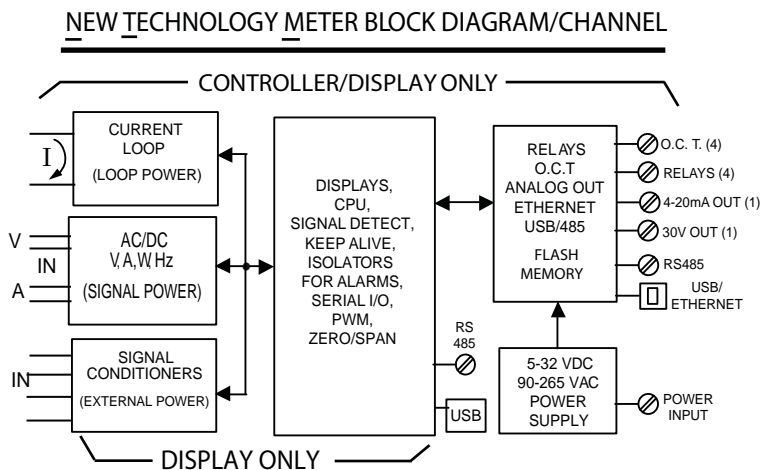 NEW TECHNOLOGY METER BLOCK DIAGRAM/CHANNEL
CONTROLLER/DISPLAY ONLY
I
CURRENT
LOOP
(LOOP POWER)
V
IN
A
AC/DC
V, A, W, Hz
(SIGNAL POWER)
IN
SIGNAL
CONDITIONERS
(EXTERNAL POWER)
DISPLAYS,
CPU,
SIGNAL DETECT,
KEEP ALIVE,
ISOLATORS
FOR ALARMS,
SERIAL I/O,
PWM,
ZERO/SPAN
RS
485
USB
RELAYS
O.C.T
ANALOG OUT
ETHERNET
USB/485
FLASH
MEMORY
O.C. T. (4)
RELAYS (4)
4-20mA OUT (1)
30V OUT (1)
RS485
USB/
ETHERNET
5-32 VDC
90-265 VAC
POWER
SUPPLY
POWER
INPUT
DISPLAY ONLY